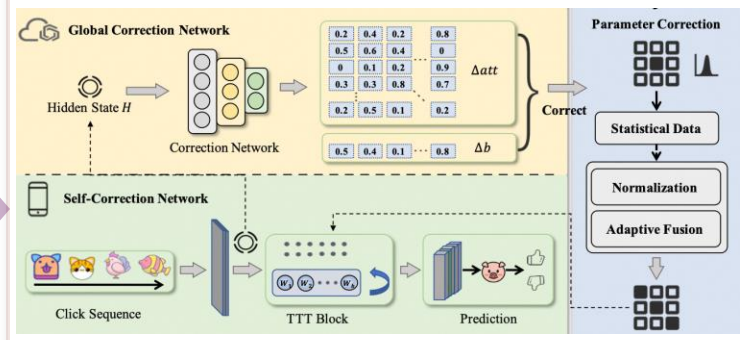 Global Correction Network
Hidden State H
Correction Network
0.2 0.4 0.2 0.8
0.5 0.6 0.4 0
0 0.1 0.2 ... 0.9
0.3 0.3 0.8 0.7
0.2 0.5 0.1 0.2
Δatt
0.5 0.4 0.1 ... 0.8 Δb
Correct
Parameter Correction
Statistical Data
Normalization
Adaptive Fusion
Self-Correction Network
Click Sequence
W1 W2 ...
TTT Block
Prediction